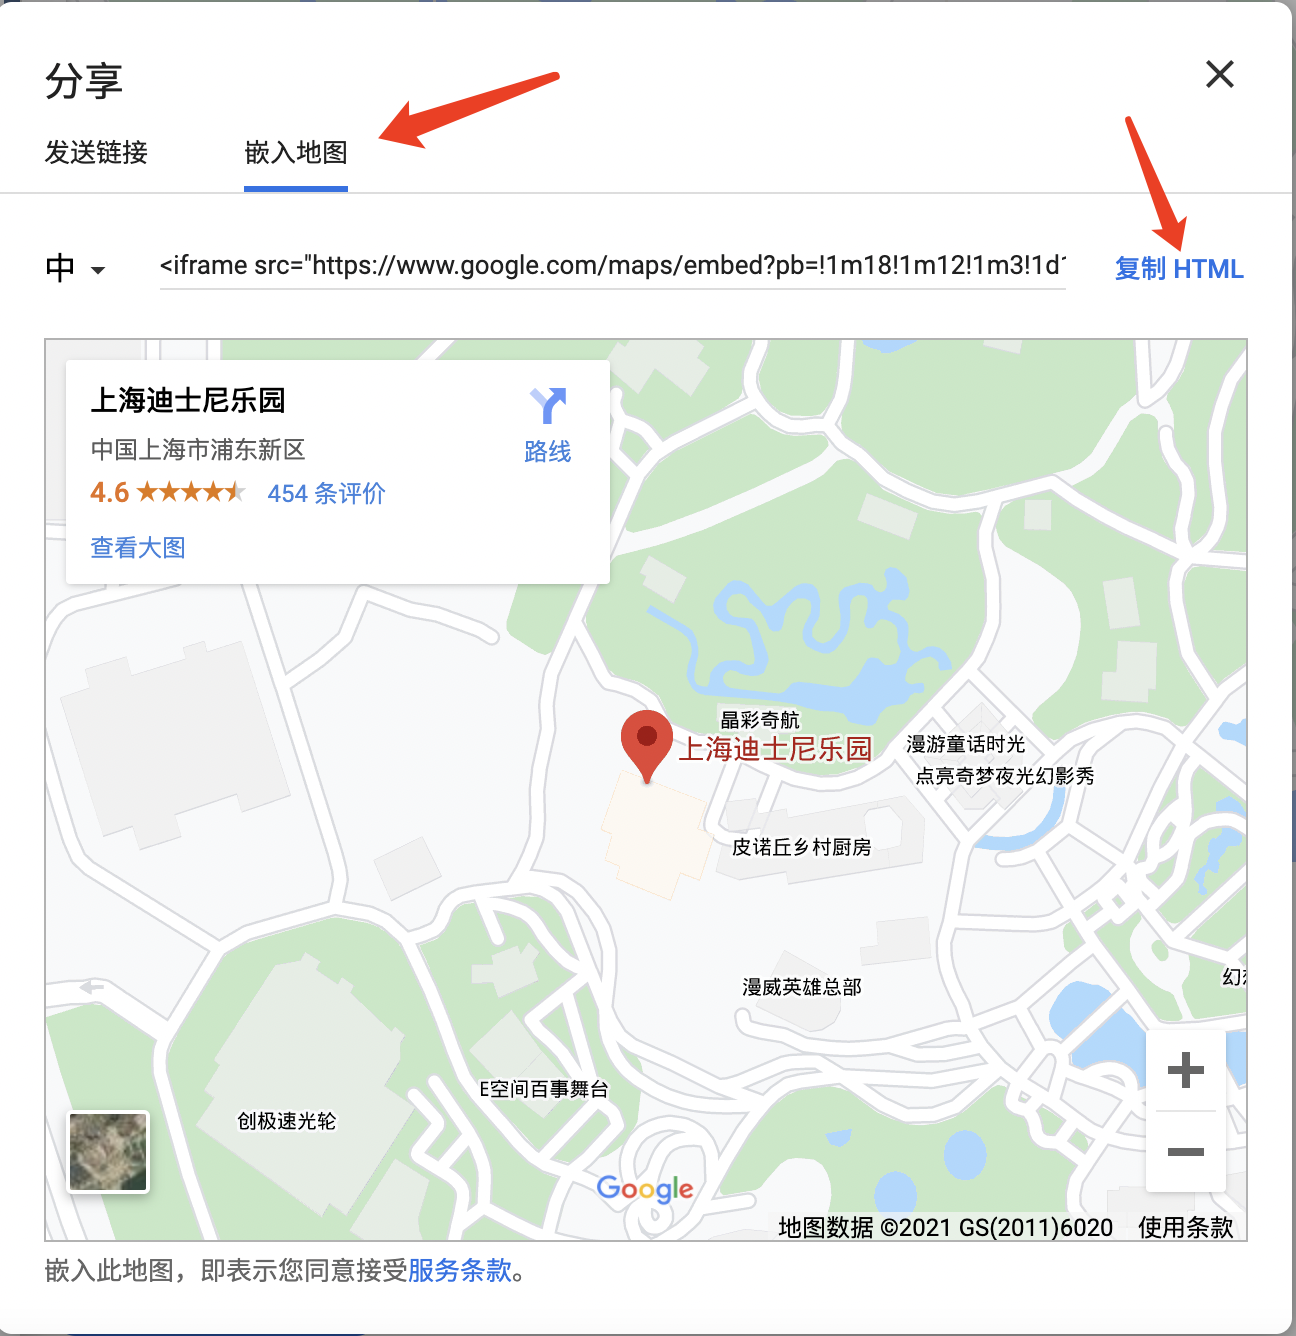 分享
发送链接
嵌入地图
中
<iframe src="https://www.google.com/maps/embed?pb=!1m18!1m12!1m3!1d
复制 HTML
上海迪士尼乐园
中国上海市浦东新区
路线
4.6
454 条评价
查看大图
晶彩奇航
上海迪士尼乐园
漫游童话时光
点亮奇梦夜光幻影秀
皮诺丘乡村厨房
漫威英雄总部
幻
E空间百事舞台
创极速光轮
Google
地图数据 ©2021 GS(2011)6020
使用条款
嵌入此地图，即表示您同意接受服务条款。